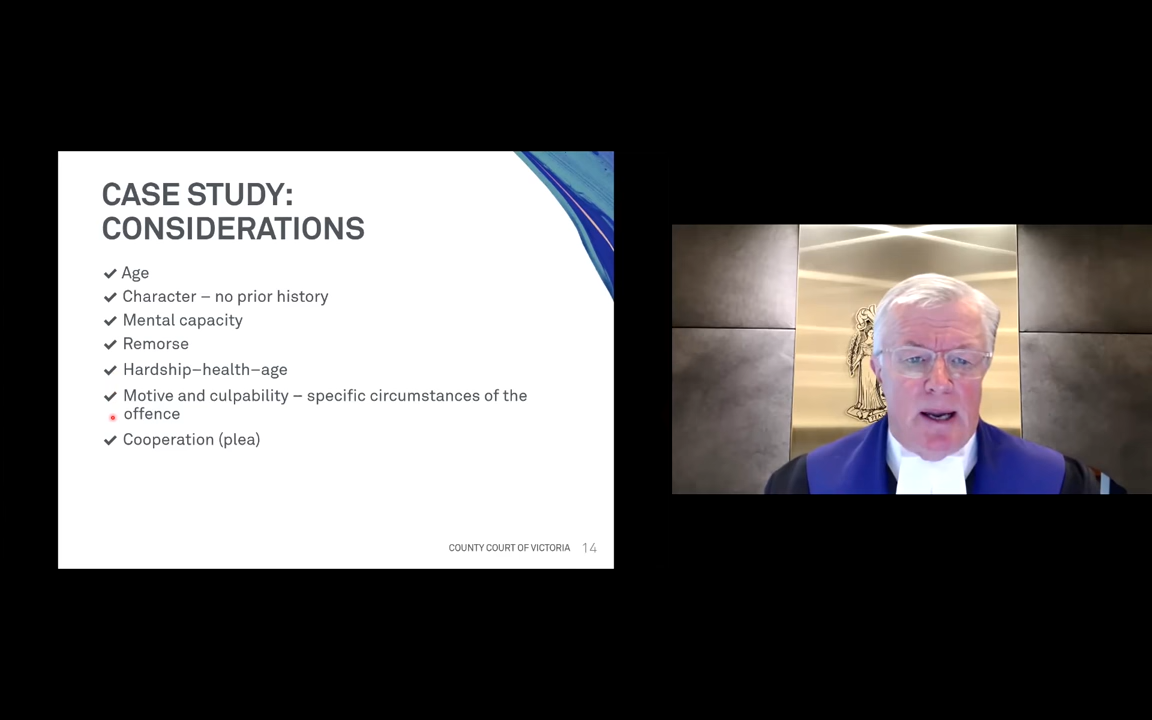 CASE STUDY:
CONSIDERATIONS
✔ Age
✔ Character – no prior history
✔ Mental capacity
✔ Remorse
✔ Hardship–health–age
✔ Motive and culpability – specific circumstances of the
offence
✔ Cooperation (plea)
COUNTY COURT OF VICTORIA 14